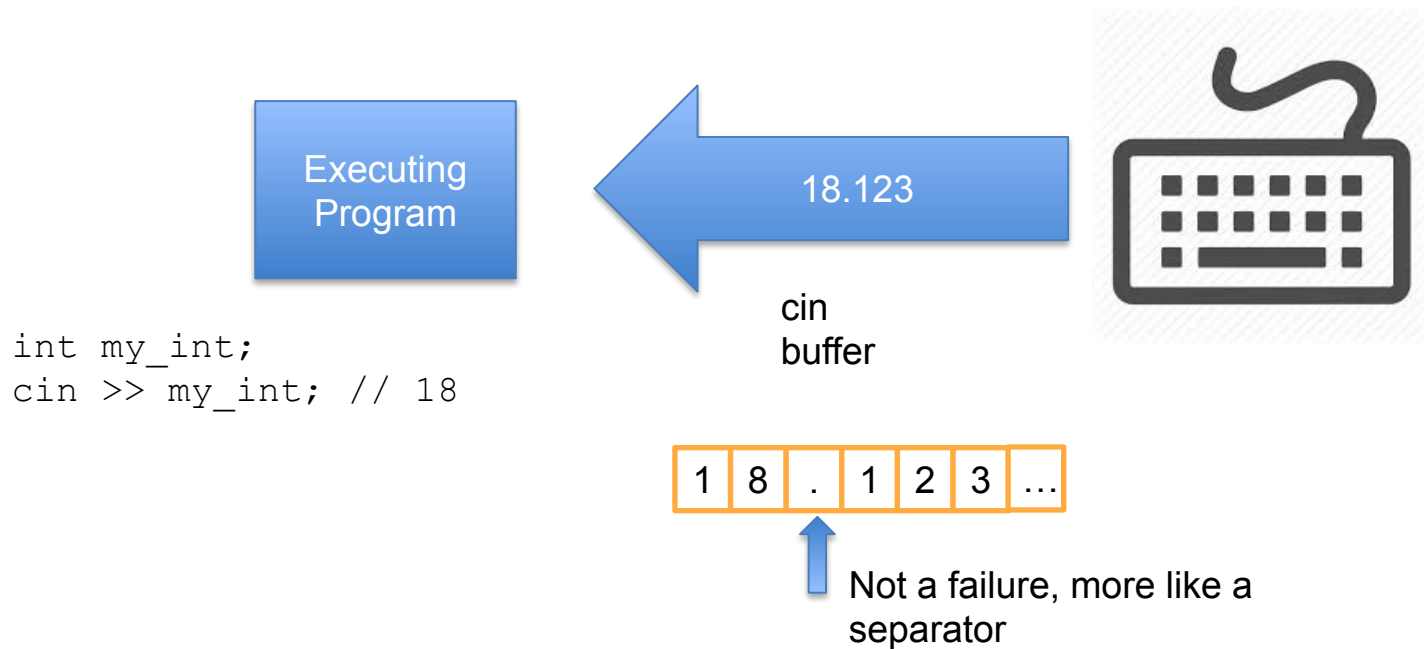 Executing
Program
18.123
cin
buffer
int my_int;
cin >> my_int; // 18
1 8 . 1 2 3 …
Not a failure, more like a
separator